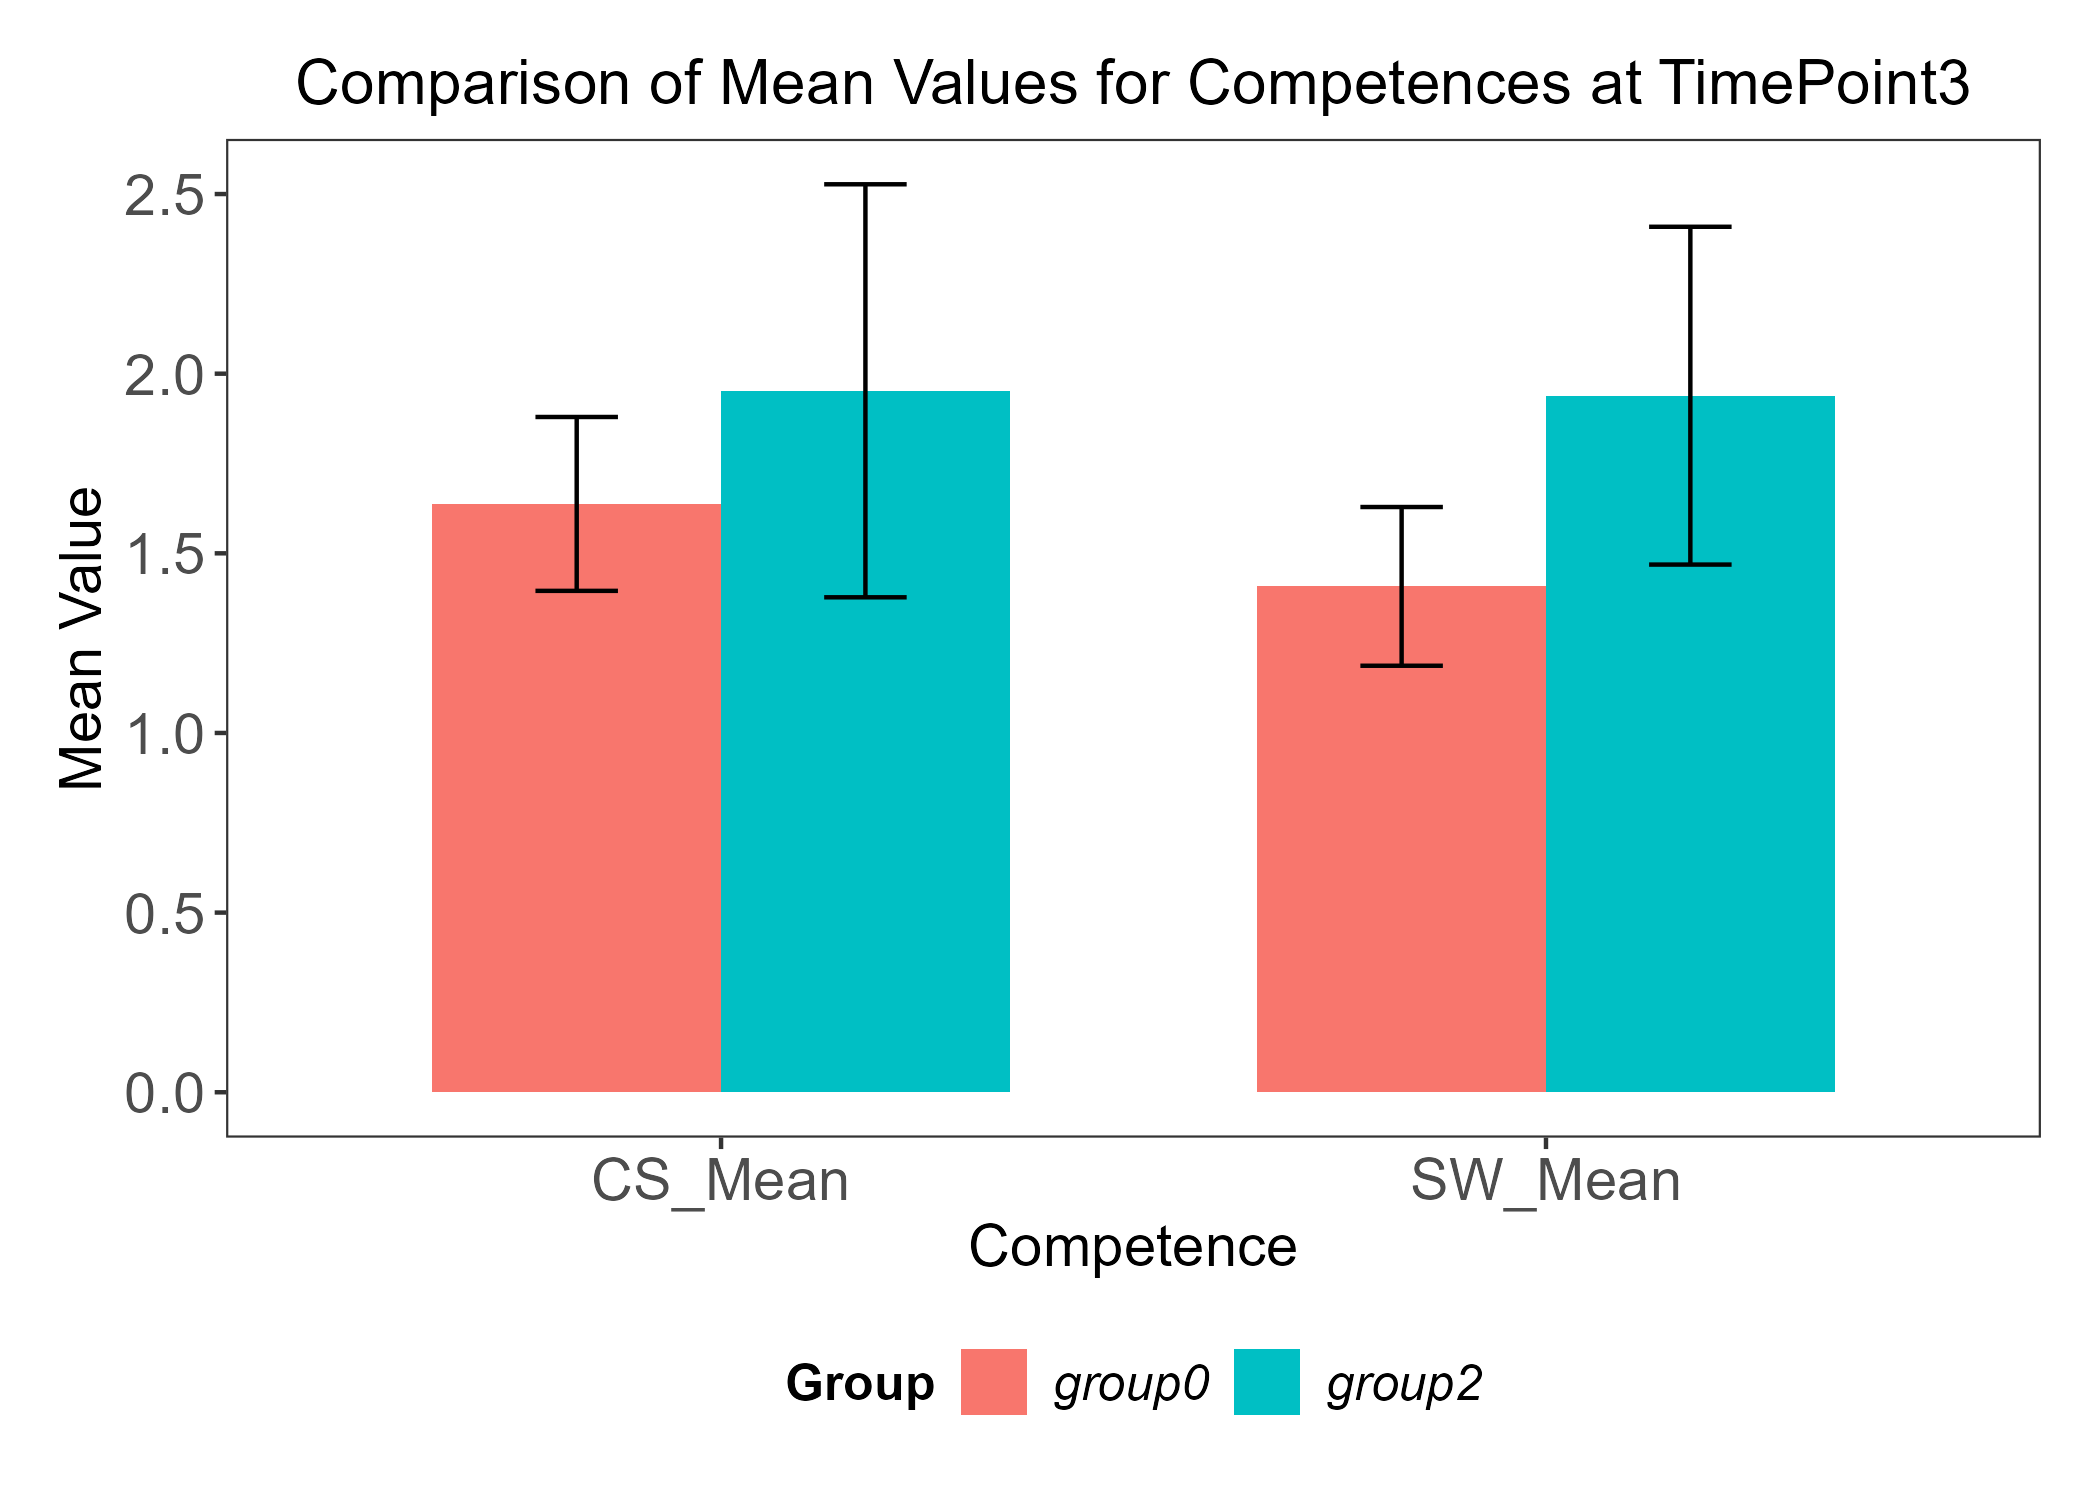 Comparison of Mean Values for Competences at TimePoint3
Mean Value
2.5
2.0
1.5
1.0
0.5
0.0
CS_Mean SW_Mean
Competence
Group group0 group2